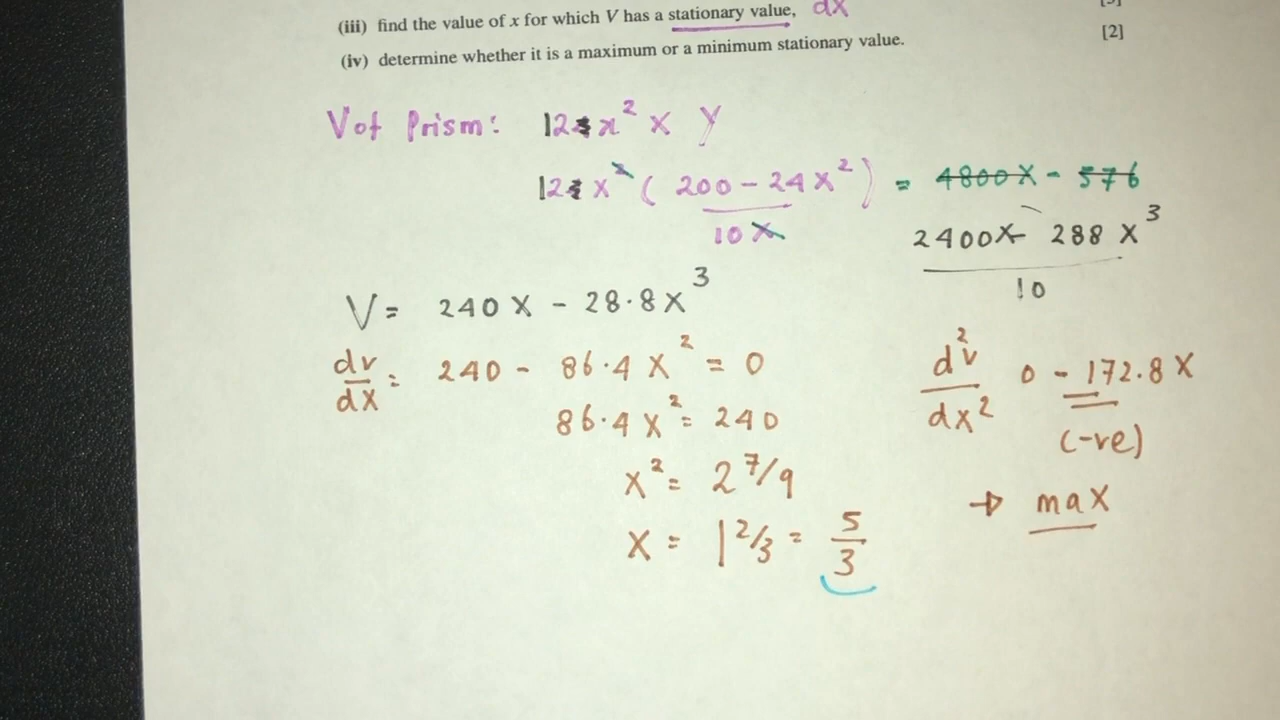 (iii) find the value of x for which V has a stationary value, dx
(iv) determine whether it is a maximum or a minimum stationary value. [2]
V of Prism: 12x² x y
12x² ( 200 - 24x² ) = 4800x - 576
10x
2400x - 288 x³
10
V = 240x - 28.8x³
dv/dx = 240 - 86.4x² = 0
86.4x² = 240
x² = 2 7/9
x = 1 2/3 = 5/3
d²v/dx² 0 - 172.8x
(-ve)
→ max